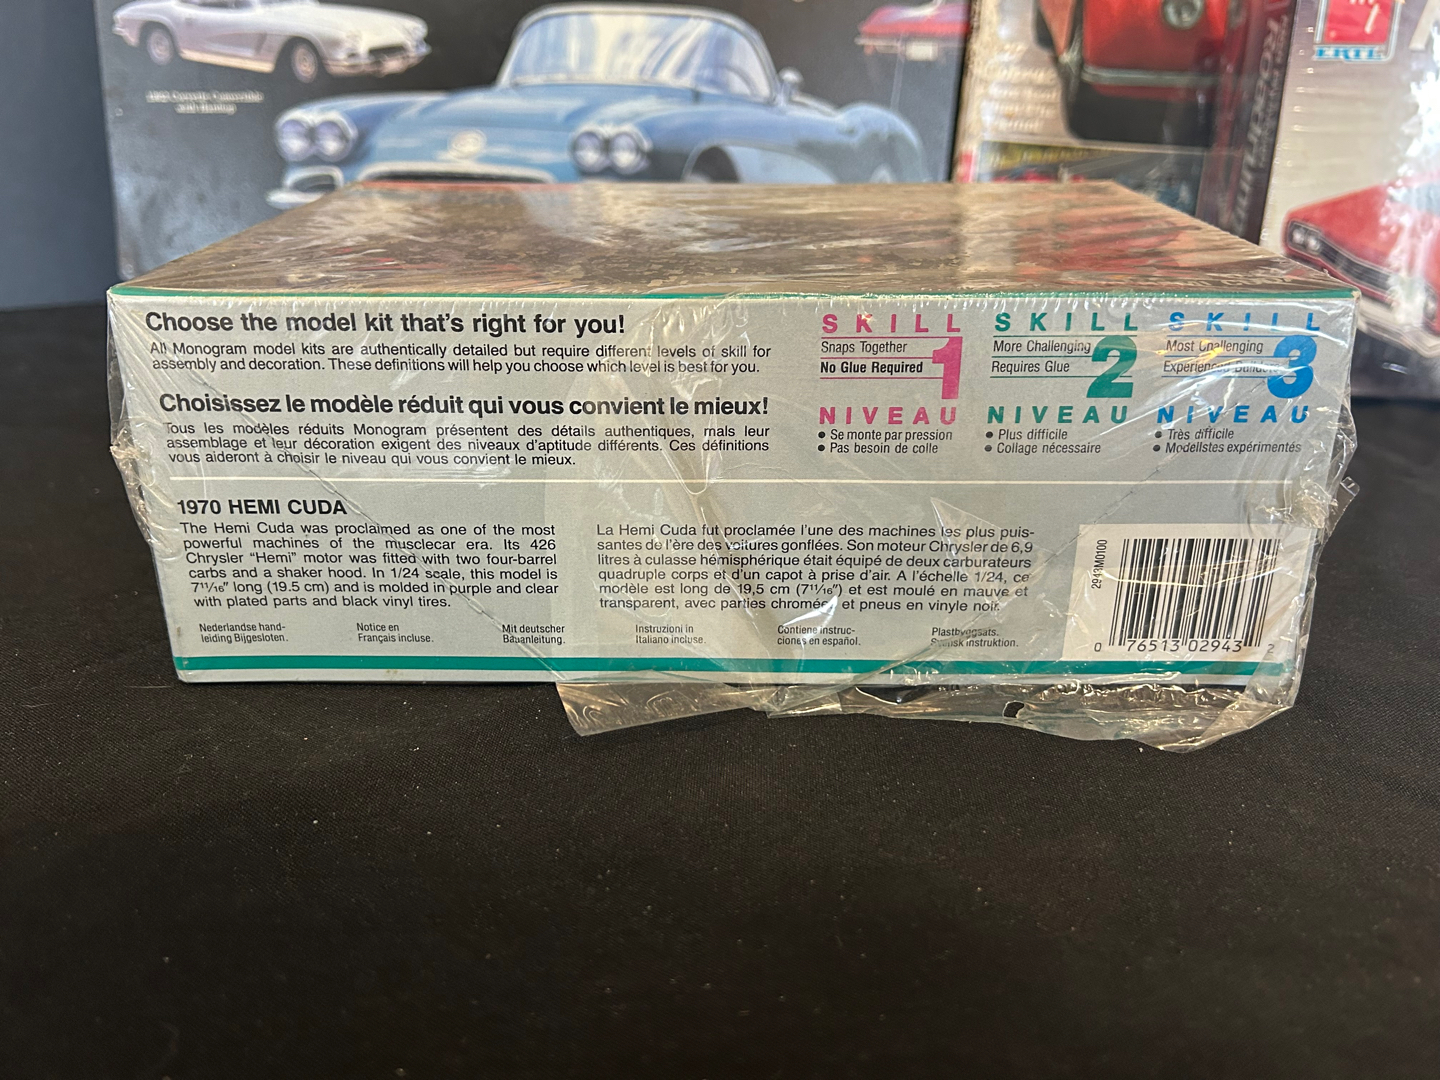 ERTL
Choose the model kit that's right for you!
All Monogram model kits are authentically detailed but require different levels of skill for
assembly and decoration. These definitions will help you choose which level is best for you.
Choisissez le modèle réduit qui vous convient le mieux!
Tous les modèles réduits Monogram présentent des détails authentiques, mais leur
assemblage et leur décoration exigent des niveaux d'aptitude différents. Ces définitions
vous aideront à choisir le niveau qui vous convient le mieux.
SKILL 1
Snaps Together
No Glue Required
NIVEAU
● Se monte par pression
● Pas besoin de colle
SKILL 2
More Challenging
Requires Glue
NIVEAU
● Plus difficile
● Collage nécessaire
SKILL 3
Most Challenging
Experienced Builders
NIVEAU
● Très difficile
● Modelistes expérimentés
1970 HEMI CUDA
The Hemi Cuda was proclaimed as one of the most
powerful machines of the musclecar era. Its 426
Chrysler "Hemi" motor was fitted with two four-barrel
carbs and a shaker hood. In 1/24 scale, this model is
7 11/16" long (19.5 cm) and is molded in purple and clear
with plated parts and black vinyl tires.
La Hemi Cuda fut proclamée l'une des machines les plus puis-
santes de l'ère des voitures gonflées. Son moteur Chrysler de 6,9
litres à culasse hémisphérique était équipé de deux carburateurs
quadruple corps et d'un capot à prise d'air. A l'échelle 1/24, ce
modèle est long de 19,5 cm (7 11/16") et est moulé en mauve et
transparent, avec parties chromées et pneus en vinyle noir.
Nederlandse hand-
leiding Bijgesloten.
Notice en
Français incluse.
Mit deutscher
Bauanleitung.
Instruzioni in
Italiano incluse.
Contiene instruc-
ciones en español.
Plastbyggsats.
Svensk instruktion.
2943M0100
0 76513 02943 2